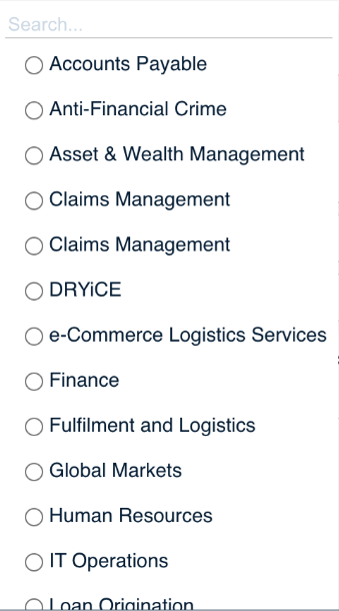 Search...
Accounts Payable
Anti-Financial Crime
Asset & Wealth Management
Claims Management
Claims Management
DRYiCE
e-Commerce Logistics Services
Finance
Fulfilment and Logistics
Global Markets
Human Resources
IT Operations
Loan Origination